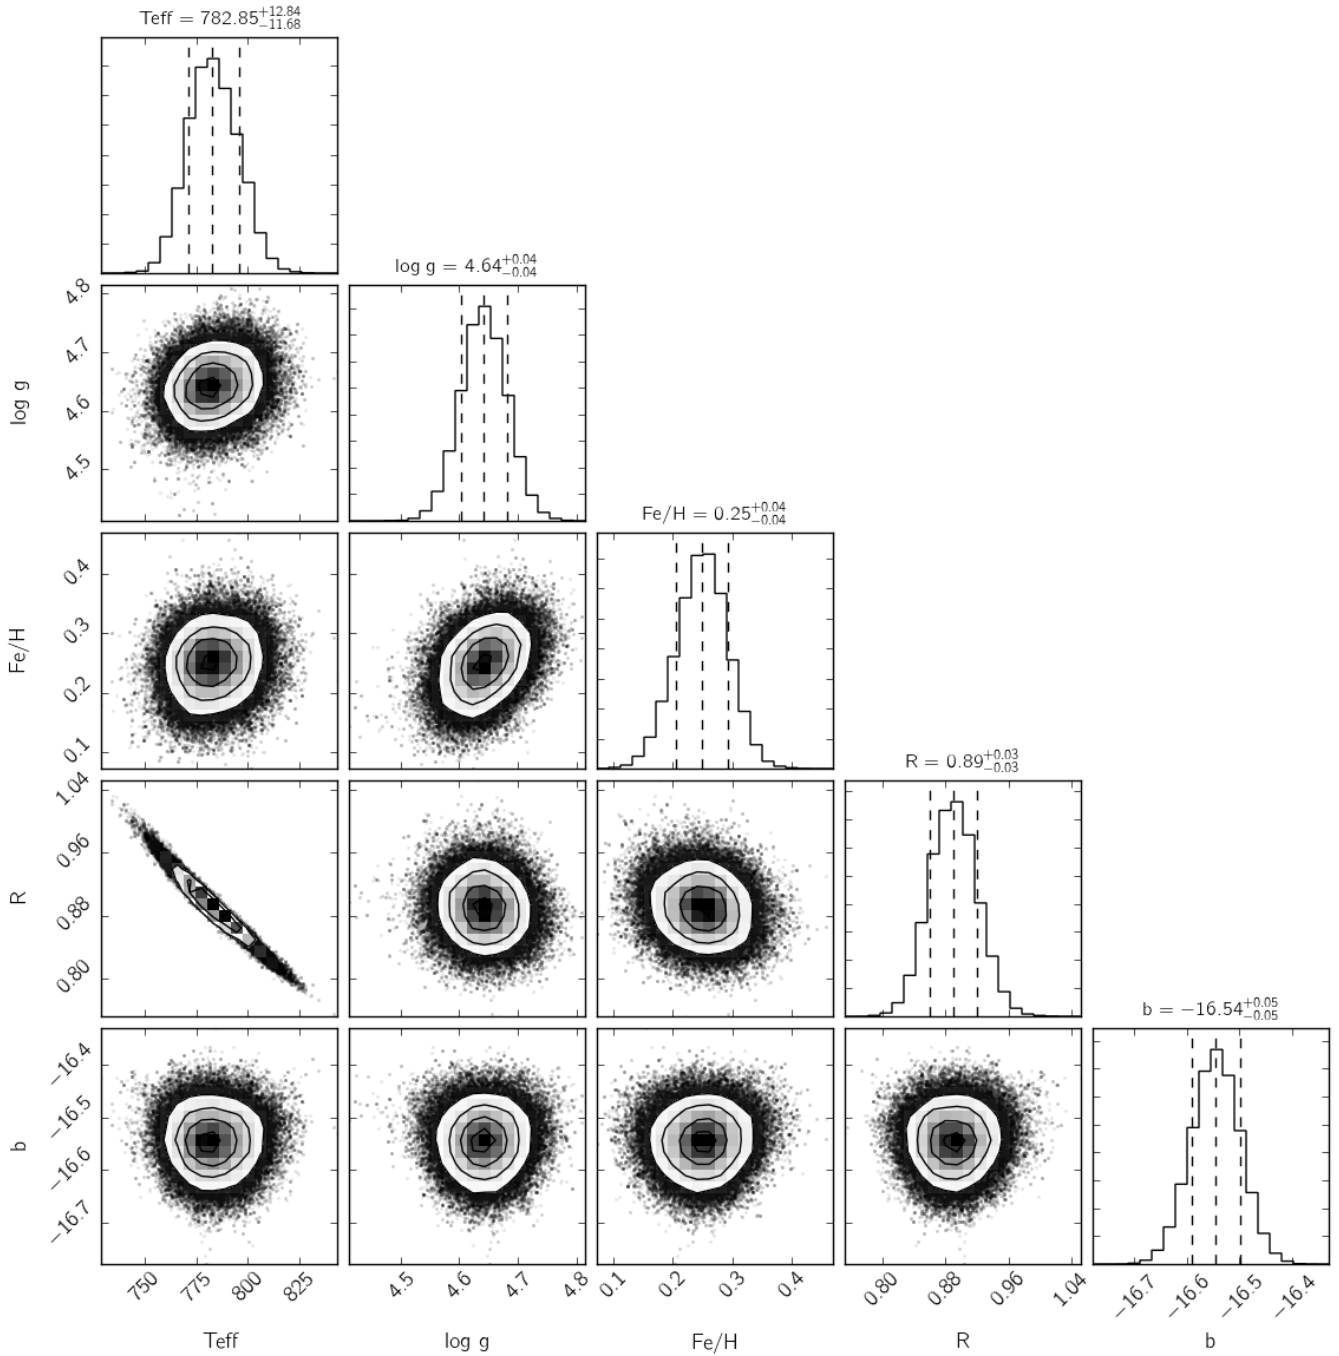 Teff = 782.85+12.84−11.68
log g = 4.64+0.04−0.04
4.8
4.7
4.6
4.5
log g
Fe/H = 0.25+0.04−0.04
0.4
0.3
0.2
0.1
Fe/H
R = 0.89+0.03−0.03
1.04
0.96
0.88
0.80
R
b = −16.54+0.05−0.05
−16.4
−16.5
−16.6
−16.7
b
750 775 800 825 4.5 4.6 4.7 4.8 0.1 0.2 0.3 0.4 0.80 0.88 0.96 1.04 −16.7 −16.6 −16.5 −16.4
Teff log g Fe/H R b